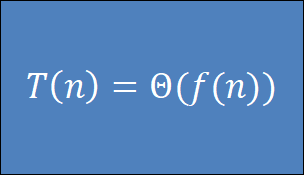 T(n) = Θ(f(n))